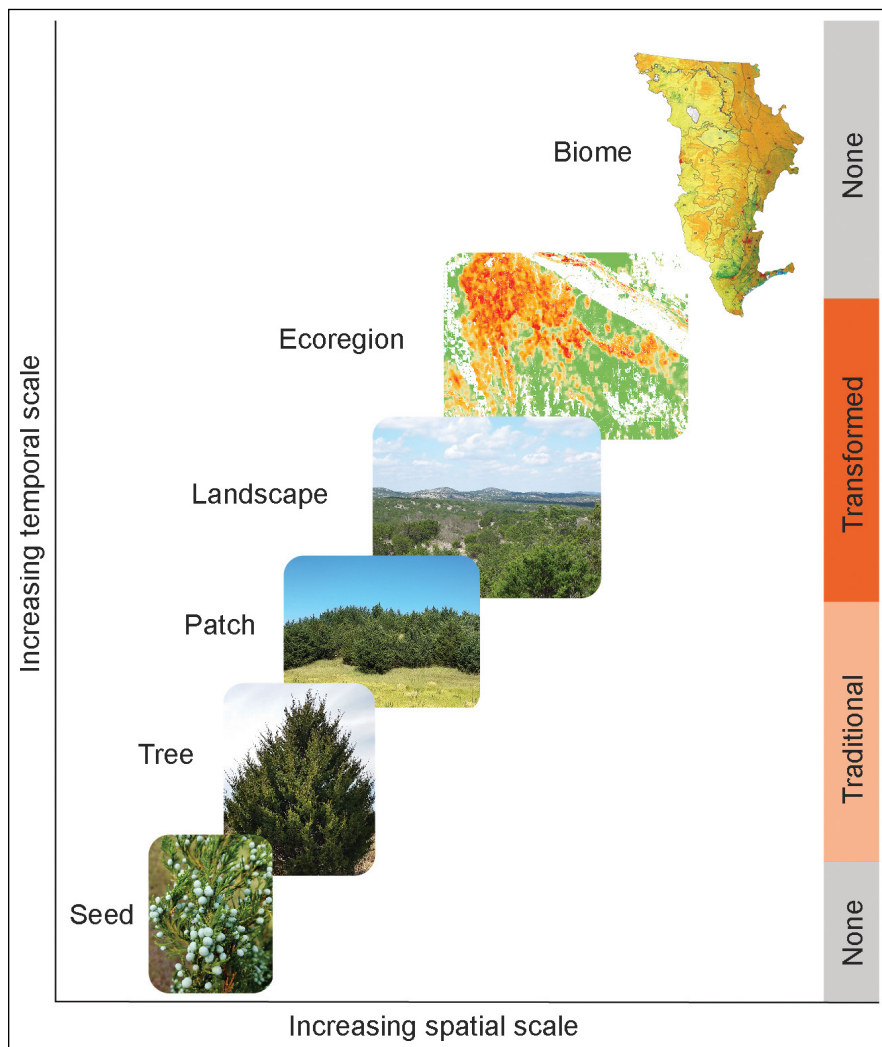 Biome
Ecoregion
Landscape
Patch
Tree
Seed
Increasing temporal scale
Increasing spatial scale
None
Transformed
Traditional
None